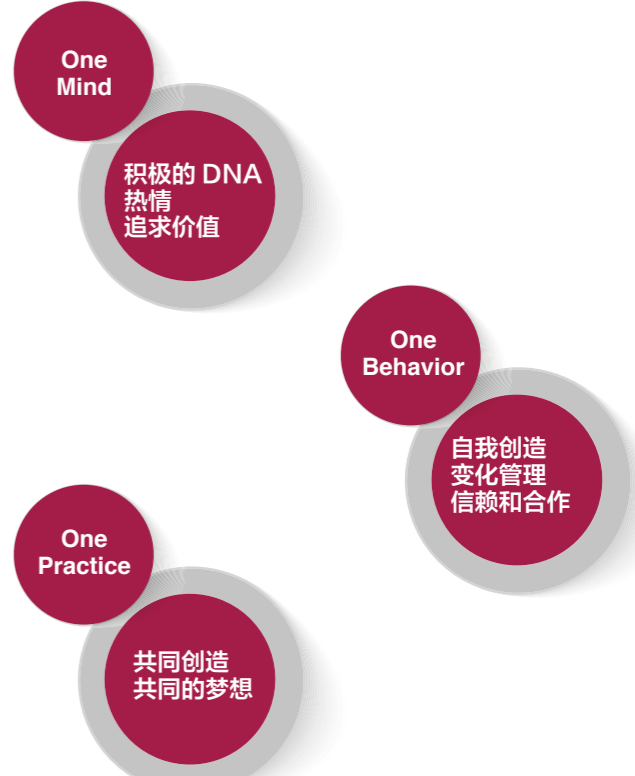 One
Mind
积极的 DNA
热情
追求价值
One
Behavior
自我创造
变化管理
信赖和合作
One
Practice
共同创造
共同的梦想